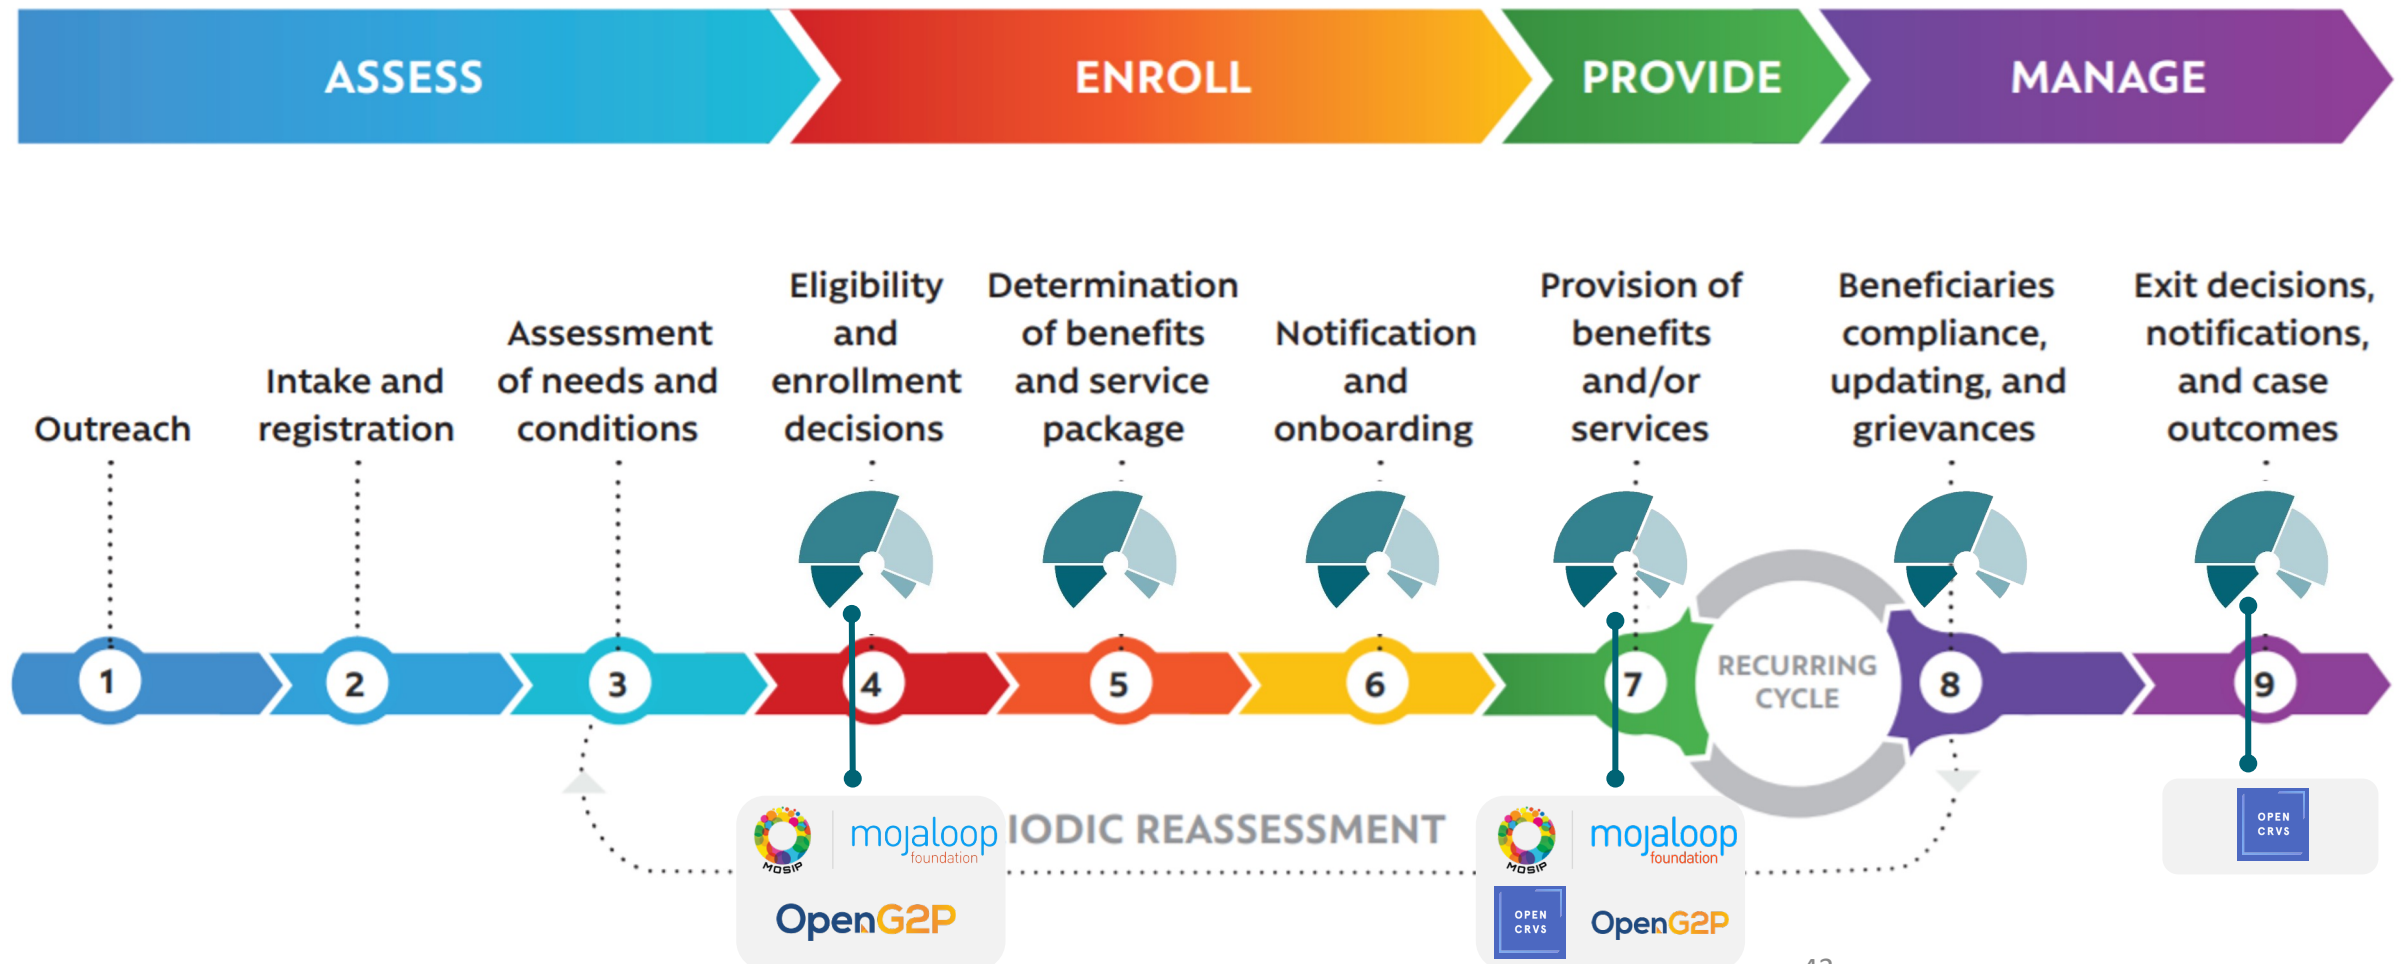 ASSESS
ENROLL
PROVIDE
MANAGE
Outreach
Intake and
registration
Assessment
of needs and
conditions
Eligibility
and
enrollment
decisions
Determination
of benefits
and service
package
Notification
and
onboarding
Provision of
benefits
and/or
services
Beneficiaries
compliance,
updating, and
grievances
Exit decisions,
notifications,
and case
outcomes
1
2
3
4
5
6
7
RECURRING
CYCLE
8
9
IODIC REASSESSMENT
MOSIP
mojaloop
foundation
OpenG2P
MOSIP
mojaloop
foundation
OPEN
CRVS
OpenG2P
OPEN
CRVS